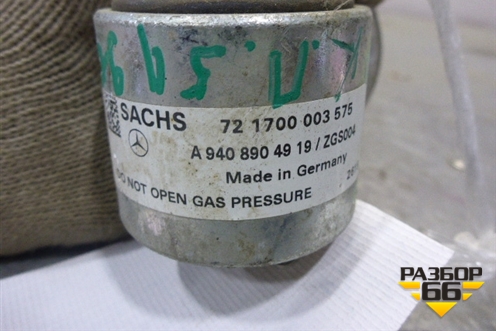 SACHS 72 1700 003 575
A 940 890 49 19 / ZGS004
Made in Germany
DO NOT OPEN GAS PRESSURE
РАЗБОР
66